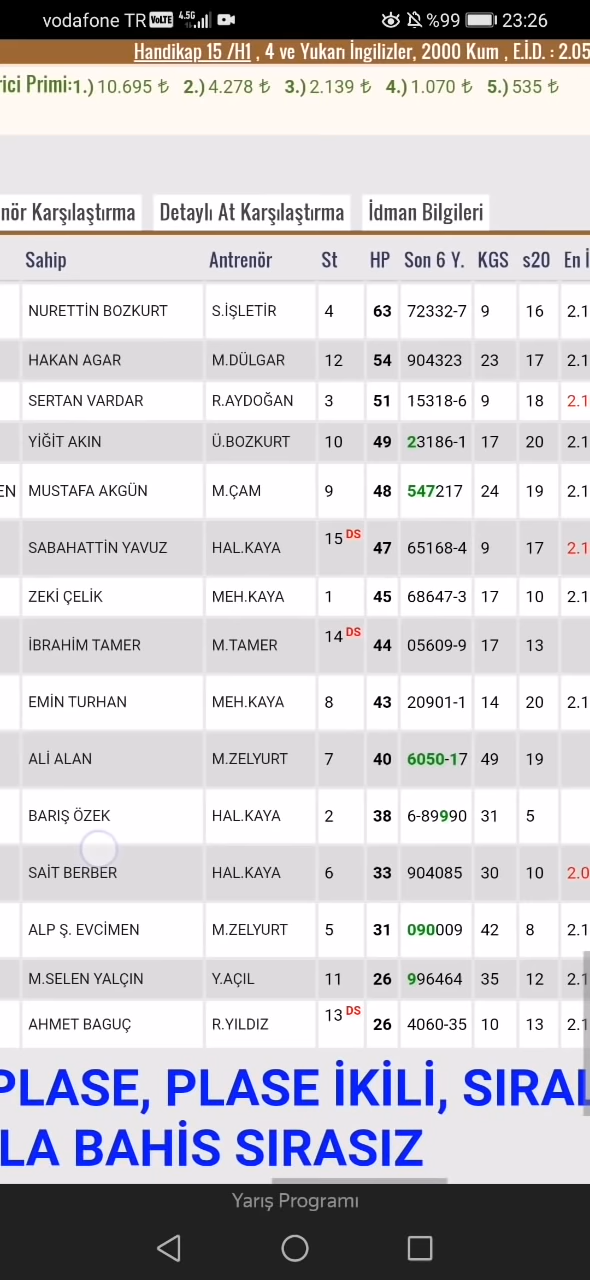 vodafone TR VoLTE 4.5G %99 23:26
Handikap 15 /H1 , 4 ve Yukarı İngilizler, 2000 Kum , E.İ.D. : 2.05
ici Primi:1.) 10.695 ₺ 2.) 4.278 ₺ 3.) 2.139 ₺ 4.) 1.070 ₺ 5.) 535 ₺
nör Karşılaştırma Detaylı At Karşılaştırma İdman Bilgileri
Sahip Antrenör St HP Son 6 Y. KGS s20 En İ
NURETTİN BOZKURT S.İŞLETİR 4 63 72332-7 9 16 2.1
HAKAN AGAR M.DÜLGAR 12 54 904323 23 17 2.1
SERTAN VARDAR R.AYDOĞAN 3 51 15318-6 9 18 2.1
YİĞİT AKIN Ü.BOZKURT 10 49 23186-1 17 20 2.1
EN MUSTAFA AKGÜN M.ÇAM 9 48 547217 24 19 2.1
SABAHATTİN YAVUZ HAL.KAYA 15 DS 47 65168-4 9 17 2.1
ZEKİ ÇELİK MEH.KAYA 1 45 68647-3 17 10 2.1
İBRAHİM TAMER M.TAMER 14 DS 44 05609-9 17 13
EMİN TURHAN MEH.KAYA 8 43 20901-1 14 20 2.1
ALİ ALAN M.ZELYURT 7 40 6050-17 49 19
BARIŞ ÖZEK HAL.KAYA 2 38 6-89990 31 5
SAİT BERBER HAL.KAYA 6 33 904085 30 10 2.0
ALP Ş. EVCİMEN M.ZELYURT 5 31 090009 42 8 2.1
M.SELEN YALÇIN Y.AÇIL 11 26 996464 35 12 2.1
AHMET BAGUÇ R.YILDIZ 13 DS 26 4060-35 10 13 2.1
PLASE, PLASE İKİLİ, SIRAL
LA BAHİS SIRASIZ
Yarış Programı